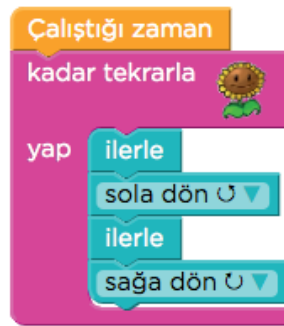 Çalıştığı zaman
kadar tekrarla
yap
ilerle
sola dön ↺ ▼
ilerle
sağa dön ↻ ▼